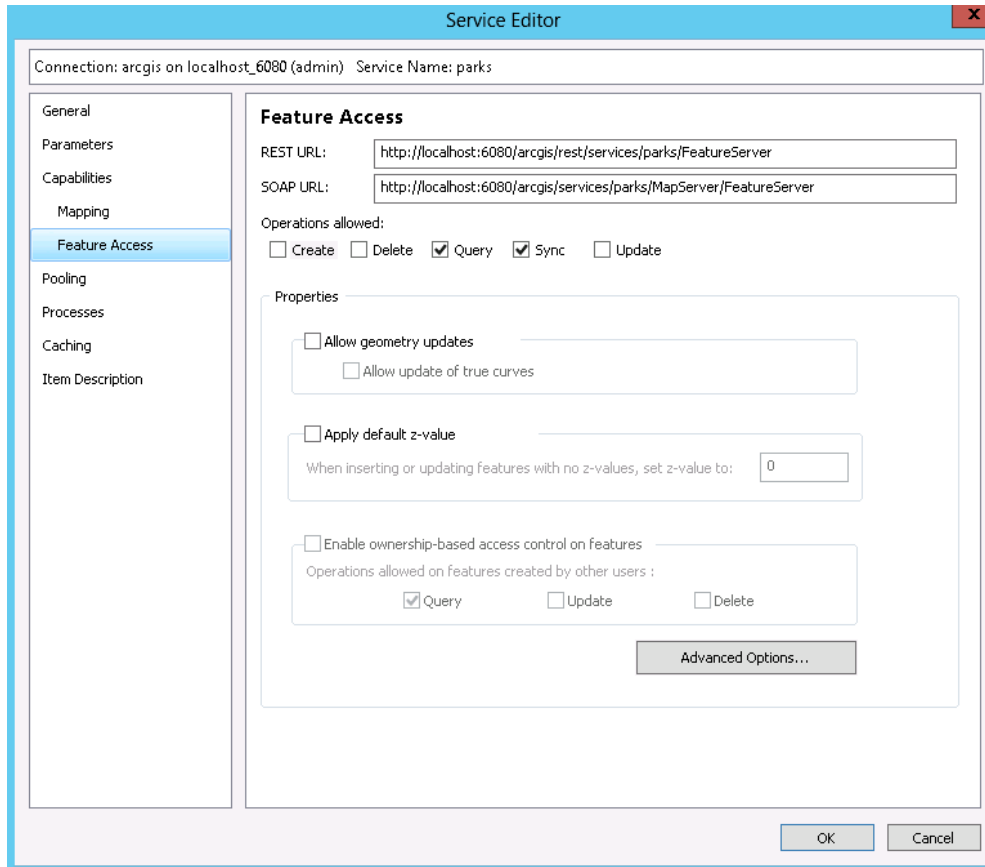 Service Editor
x
Connection: arcgis on localhost_6080 (admin) Service Name: parks
General
Parameters
Capabilities
Mapping
Feature Access
Pooling
Processes
Caching
Item Description
Feature Access
REST URL: http://localhost:6080/arcgis/rest/services/parks/FeatureServer
SOAP URL: http://localhost:6080/arcgis/services/parks/MapServer/FeatureServer
Operations allowed:
Create Delete Query Sync Update
Properties
Allow geometry updates
Allow update of true curves
Apply default z-value
When inserting or updating features with no z-values, set z-value to: 0
Enable ownership-based access control on features
Operations allowed on features created by other users :
Query Update Delete
Advanced Options...
OK Cancel